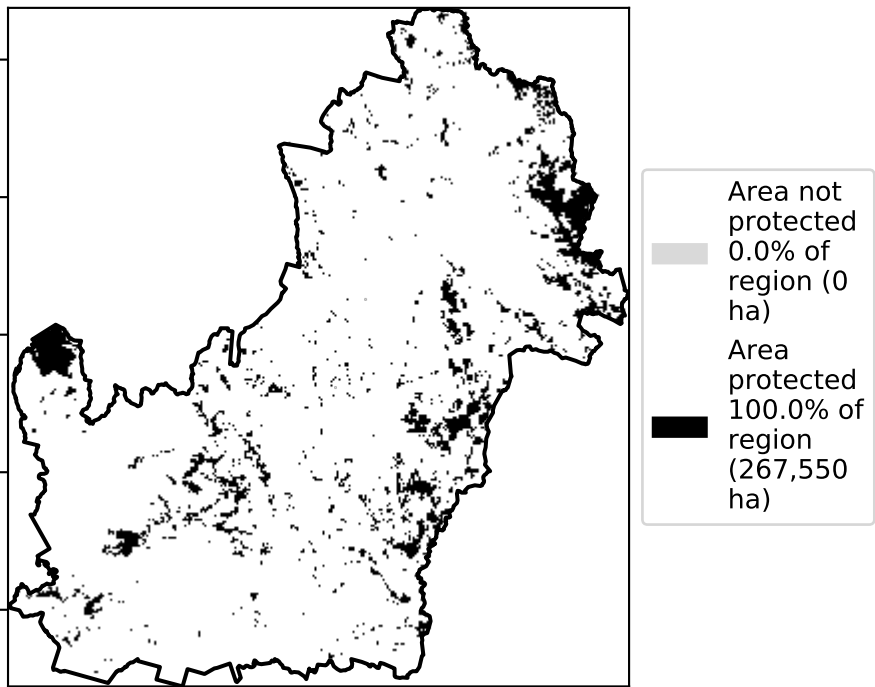 Area not
protected
0.0% of
region (0
ha)
Area
protected
100.0% of
region
(267,550
ha)